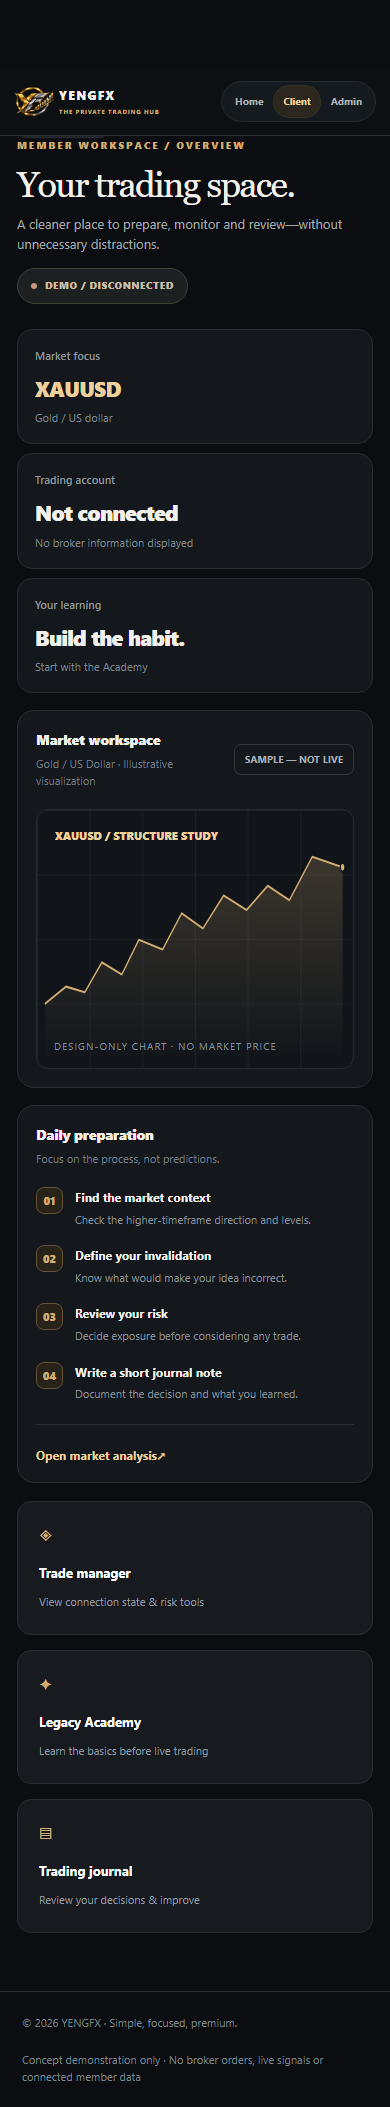 YENGFX
THE PRIVATE TRADING HUB
Home
Client
Admin
MEMBER WORKSPACE / OVERVIEW
Your trading space.
A cleaner place to prepare, monitor and review—without
unnecessary distractions.
DEMO / DISCONNECTED
Market focus
XAUUSD
Gold / US dollar
Trading account
Not connected
No broker information displayed
Your learning
Build the habit.
Start with the Academy
Market workspace
Gold / US Dollar · Illustrative
visualization
SAMPLE — NOT LIVE
XAUUSD / STRUCTURE STUDY
DESIGN-ONLY CHART · NO MARKET PRICE
Daily preparation
Focus on the process, not predictions.
01
Find the market context
Check the higher-timeframe direction and levels.
02
Define your invalidation
Know what would make your idea incorrect.
03
Review your risk
Decide exposure before considering any trade.
04
Write a short journal note
Document the decision and what you learned.
Open market analysis↗
Trade manager
View connection state & risk tools
Legacy Academy
Learn the basics before live trading
Trading journal
Review your decisions & improve
© 2026 YENGFX · Simple, focused, premium.
Concept demonstration only · No broker orders, live signals or
connected member data